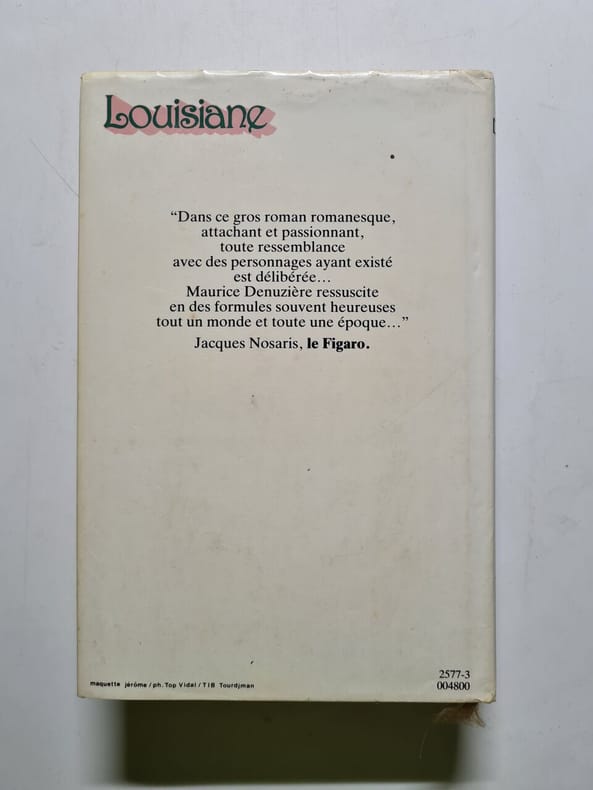 Louisiane
“Dans ce gros roman romanesque,
attachant et passionnant,
toute ressemblance
avec des personnages ayant existé
est délibérée...
Maurice Denuzière ressuscite
en des formules souvent heureuses
tout un monde et toute une époque...”
Jacques Nosaris, le Figaro.
2577-3
004800
maquette jérôme/ph. Top Vidal/TIB Tourdjman